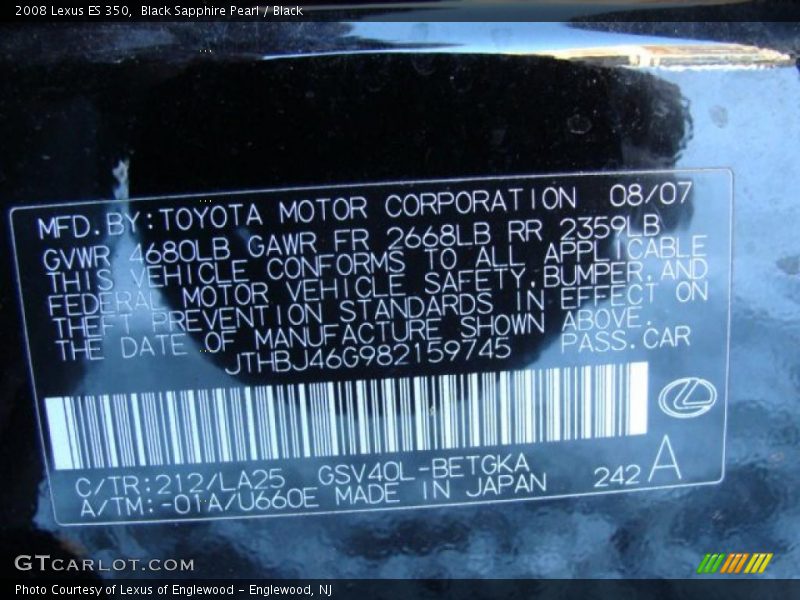 2008 Lexus ES 350, Black Sapphire Pearl / Black
MFD. BY: TOYOTA MOTOR CORPORATION 08/07
GVWR 4680LB GAWR FR 2668LB RR 2359LB
THIS VEHICLE CONFORMS TO ALL APPLICABLE
FEDERAL MOTOR VEHICLE SAFETY, BUMPER, AND
THEFT PREVENTION STANDARDS IN EFFECT ON
THE DATE OF MANUFACTURE SHOWN ABOVE.
JTHBJ46G982159745 PASS. CAR
C/TR: 212/LA25 GSV40L-BETGKA 242 A
A/TM: -01A/U660E MADE IN JAPAN
GTCARLOT.COM
Photo Courtesy of Lexus of Englewood - Englewood, NJ